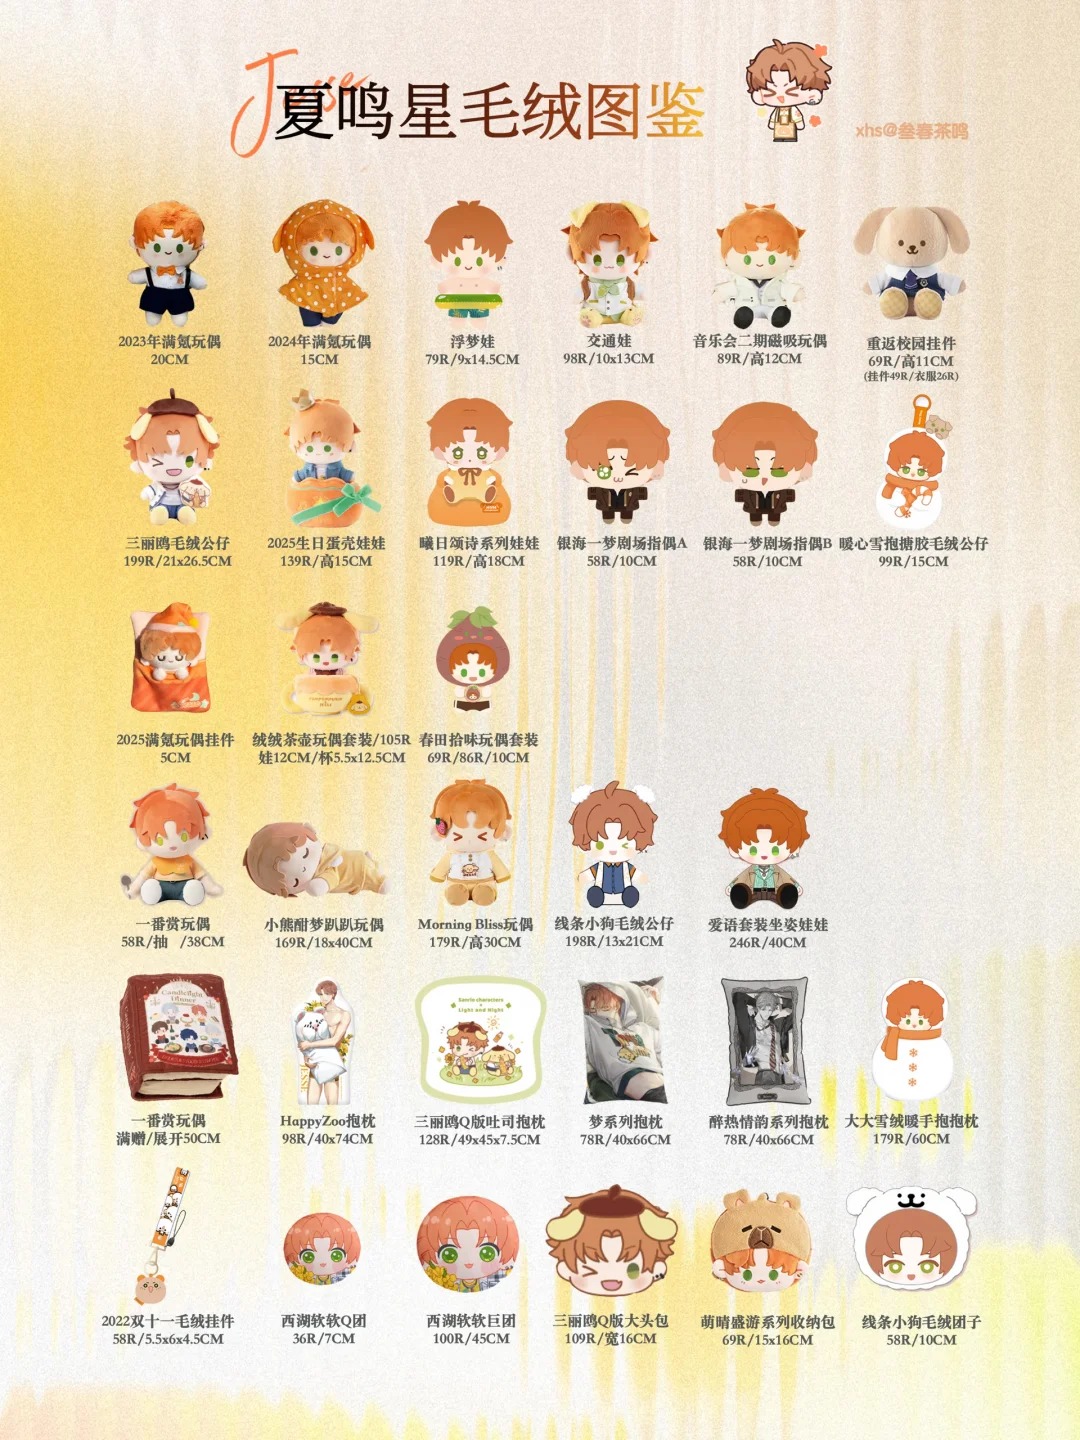 Jesse
夏鸣星毛绒图鉴
xhs@叁春茶鸣
2023年满氪玩偶
20CM
2024年满氪玩偶
15CM
浮梦娃
79R/9x14.5CM
交通娃
98R/10x13CM
音乐会二期磁吸玩偶
89R/高12CM
重返校园挂件
69R/高11CM
(挂件49R/衣服26R)
三丽鸥毛绒公仔
199R/21x26.5CM
2025生日蛋壳娃娃
139R/高15CM
曦日颂诗系列娃娃
119R/高18CM
银海一梦剧场指偶A
58R/10CM
银海一梦剧场指偶B
58R/10CM
暖心雪抱搪胶毛绒公仔
99R/15CM
2025满氪玩偶挂件
5CM
绒绒茶壶玩偶套装/105R
娃12CM/杯5.5x12.5CM
春田拾味玩偶套装
69R/86R/10CM
一番赏玩偶
58R/抽 /38CM
小熊酣梦趴趴玩偶
169R/18x40CM
Morning Bliss玩偶
179R/高30CM
线条小狗毛绒公仔
198R/13x21CM
爱语套装坐姿娃娃
246R/40CM
Candlelight
Dinner
一番赏玩偶
满赠/展开50CM
JESSE
HappyZoo抱枕
98R/40x74CM
Sanrio characters
×
Light and Night
三丽鸥Q版吐司抱枕
128R/49x45x7.5CM
梦系列抱枕
78R/40x66CM
醉热情韵系列抱枕
78R/40x66CM
大大雪绒暖手抱抱枕
179R/60CM
2022双十一毛绒挂件
58R/5.5x6x4.5CM
西湖软软Q团
36R/7CM
西湖软软巨团
100R/45CM
三丽鸥Q版大头包
109R/宽16CM
萌晴盛游系列收纳包
69R/15x16CM
线条小狗毛绒团子
58R/10CM